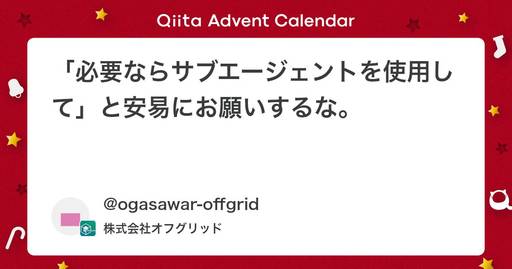 Qiita Advent Calendar
「必要ならサブエージェントを使用し
て」と安易にお願いするな。
@ogasawar-offgrid
株式会社オフグリッド